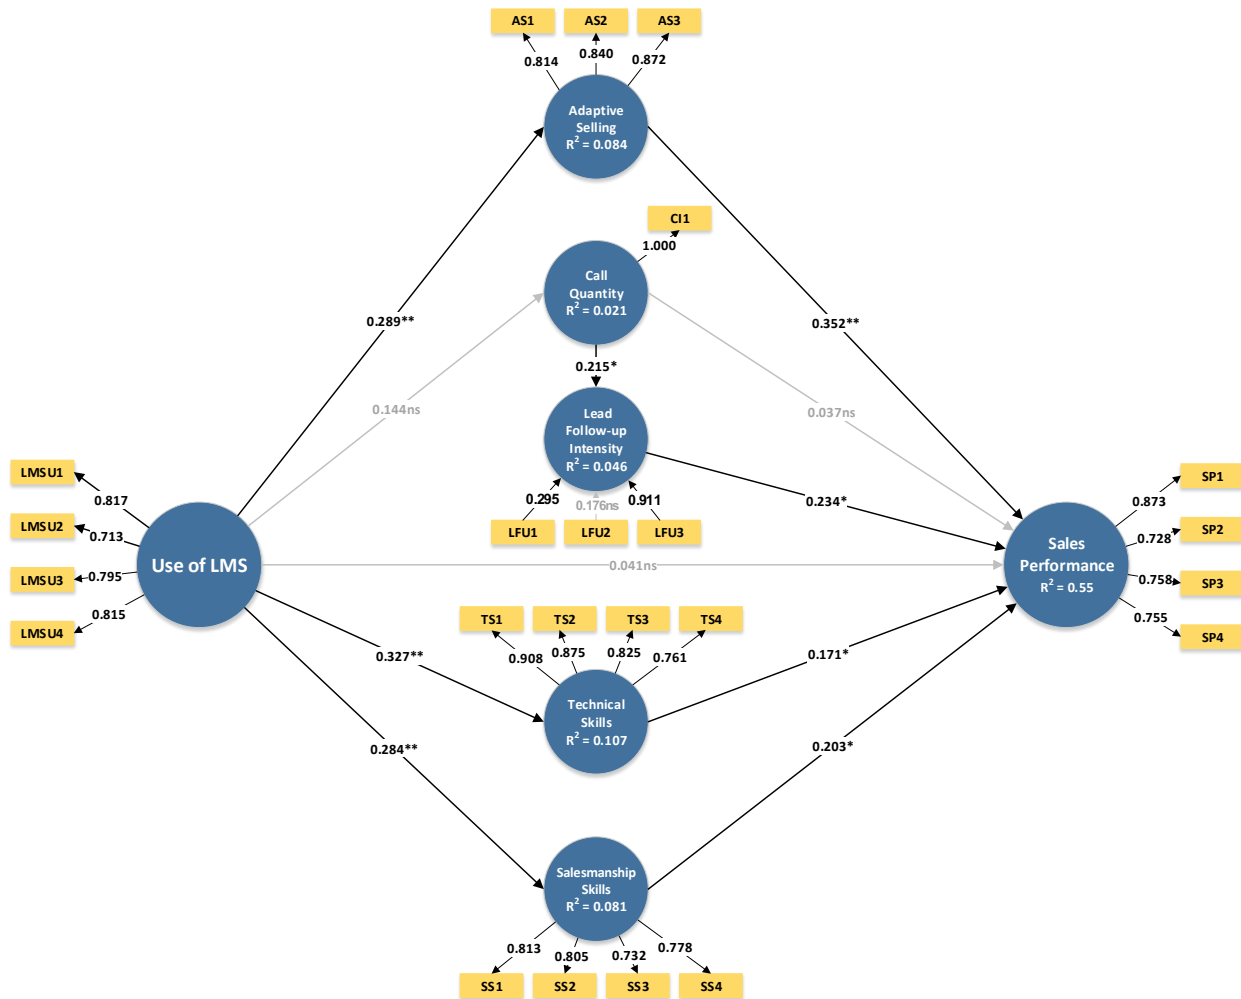 AS1 AS2 AS3
0.814 0.840 0.872
Adaptive
Selling
R² = 0.084
CI1
1.000
Call
Quantity
R² = 0.021
0.289**
0.352**
0.215*
0.144ns
0.037ns
Lead
Follow-up
Intensity
R² = 0.046
0.295 0.176ns 0.911
LFU1 LFU2 LFU3
0.234*
LMSU1
0.817
LMSU2
0.713
LMSU3
0.795
LMSU4
0.815
Use of LMS
0.041ns
Sales
Performance
R² = 0.55
SP1
0.873
SP2
0.728
SP3
0.758
SP4
0.755
TS1 TS2 TS3 TS4
0.908 0.875 0.825 0.761
0.327**
0.171*
Technical
Skills
R² = 0.107
0.284**
0.203*
Salesmanship
Skills
R² = 0.081
0.813 0.805 0.732 0.778
SS1 SS2 SS3 SS4